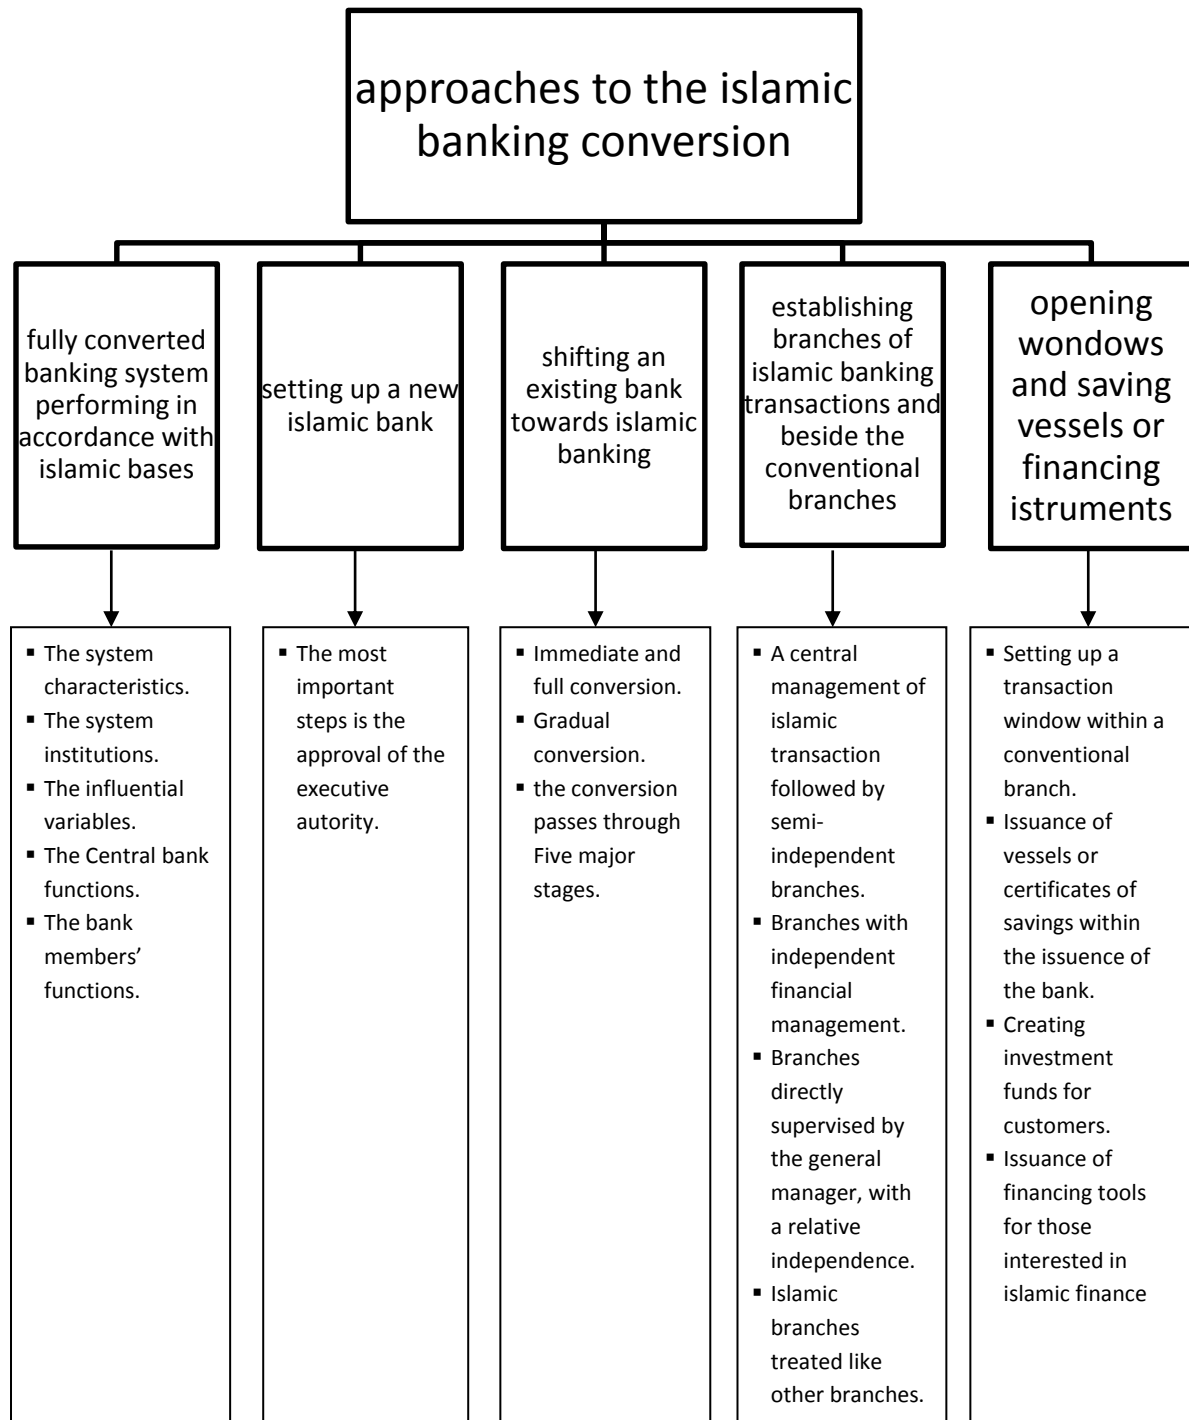 approaches to the islamic
banking conversion
fully converted
banking system
performing in
accordance with
islamic bases
setting up a new
islamic bank
shifting an
existing bank
towards islamic
banking
establishing
branches of
islamic banking
transactions and
beside the
conventional
branches
opening
wondows
and saving
vessels or
financing
istruments
▪ The system
characteristics.
▪ The system
institutions.
▪ The influential
variables.
▪ The Central bank
functions.
▪ The bank
members’
functions.
▪ The most
important
steps is the
approval of the
executive
autority.
▪ Immediate and
full conversion.
▪ Gradual
conversion.
▪ the conversion
passes through
Five major
stages.
▪ A central
management of
islamic
transaction
followed by
semi-
independent
branches.
▪ Branches with
independent
financial
management.
▪ Branches
directly
supervised by
the general
manager, with
a relative
independence.
▪ Islamic
branches
treated like
other branches.
▪ Setting up a
transaction
window within a
conventional
branch.
▪ Issuance of
vessels or
certificates of
savings within
the issuence of
the bank.
▪ Creating
investment
funds for
customers.
▪ Issuance of
financing tools
for those
interested in
islamic finance